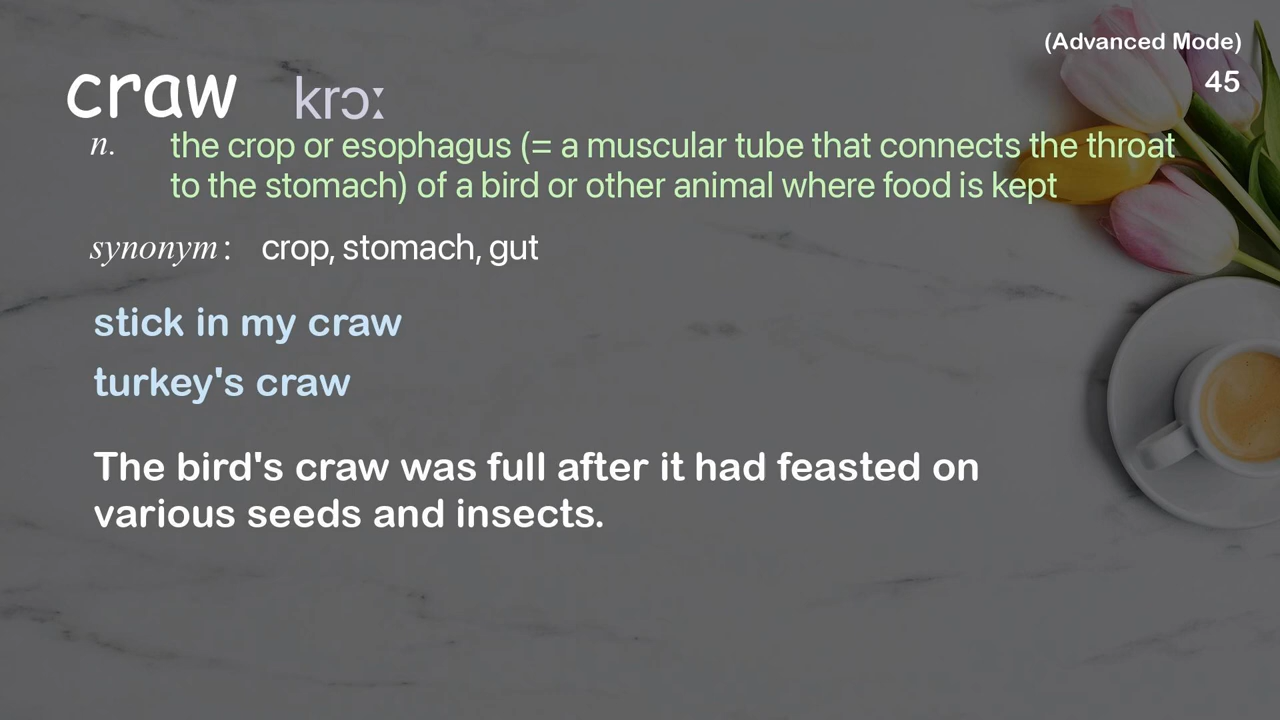 (Advanced Mode)
45
craw krɔː
n. the crop or esophagus (= a muscular tube that connects the throat
to the stomach) of a bird or other animal where food is kept
synonym: crop, stomach, gut
stick in my craw
turkey's craw
The bird's craw was full after it had feasted on
various seeds and insects.